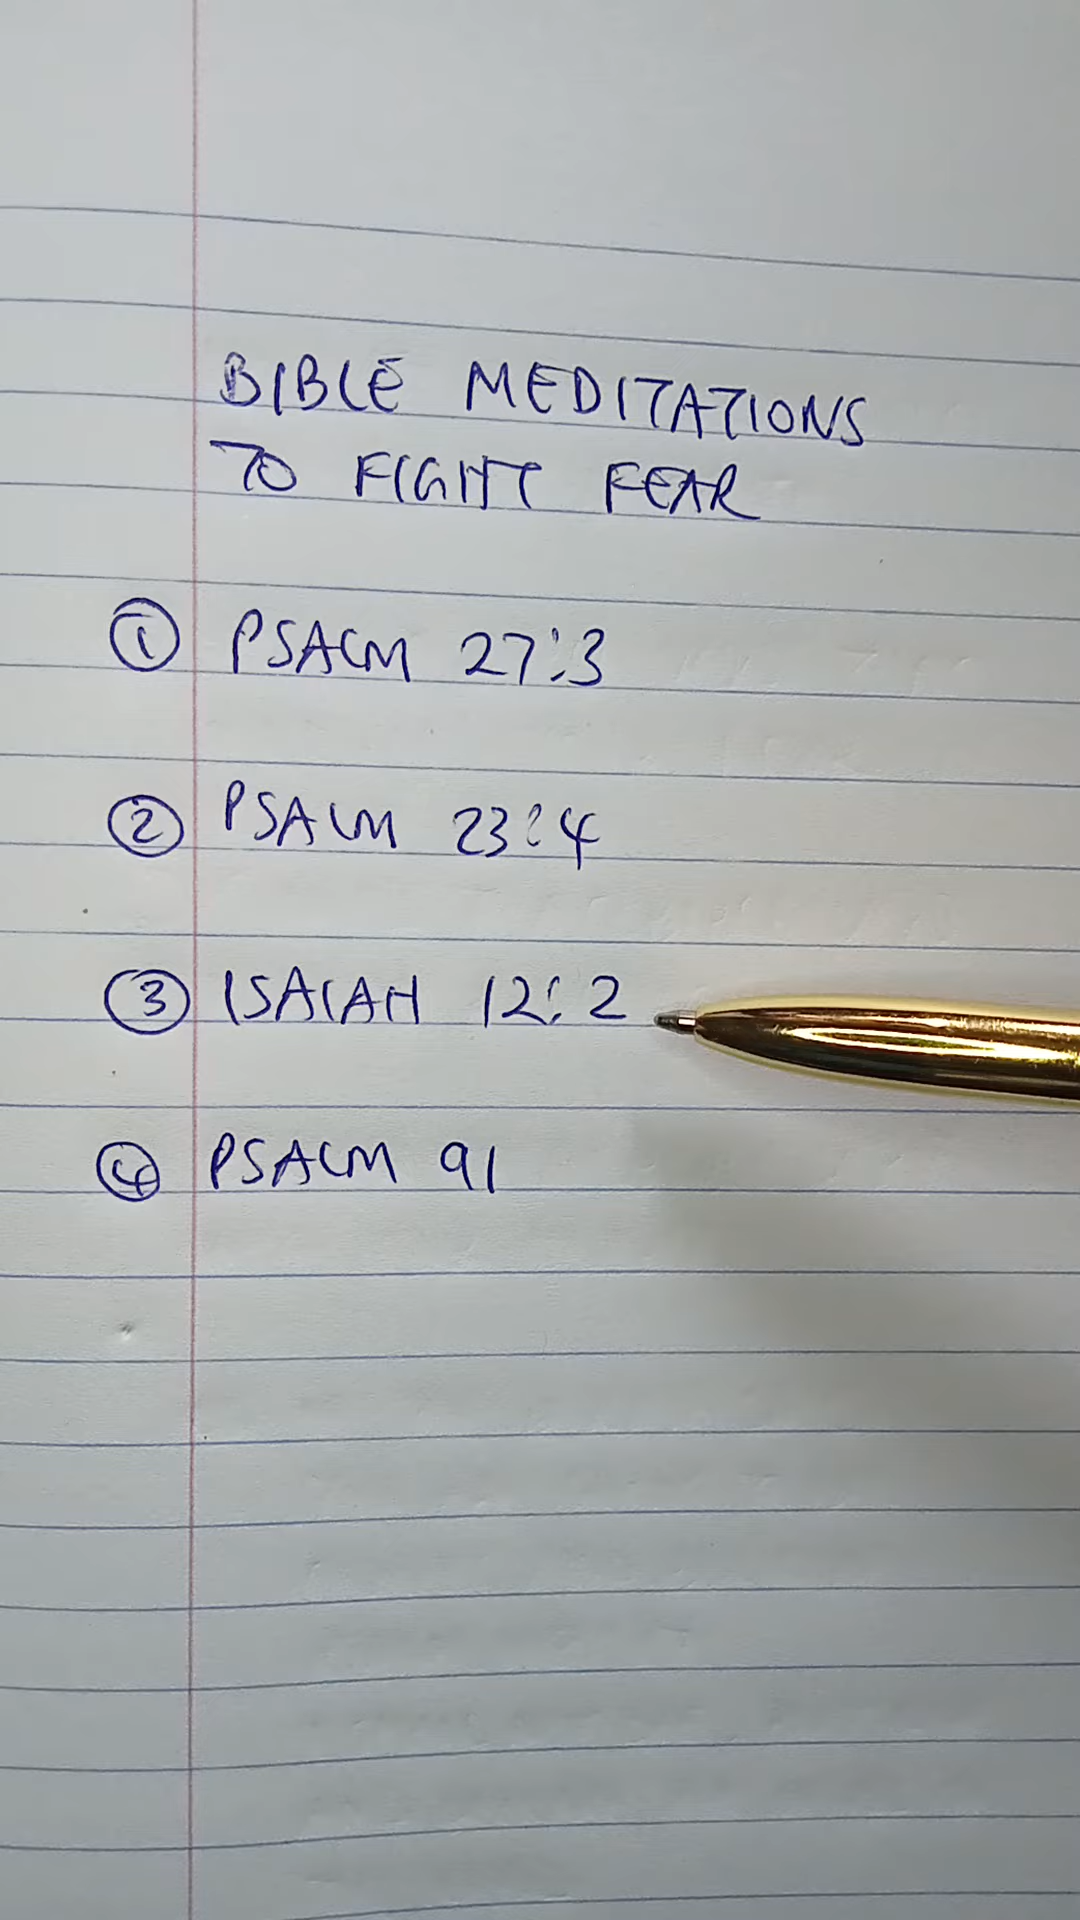 BIBLE MEDITATIONS
TO FIGHT FEAR
① PSALM 27:3
② PSALM 23:4
③ ISAIAH 12:2
④ PSALM 91